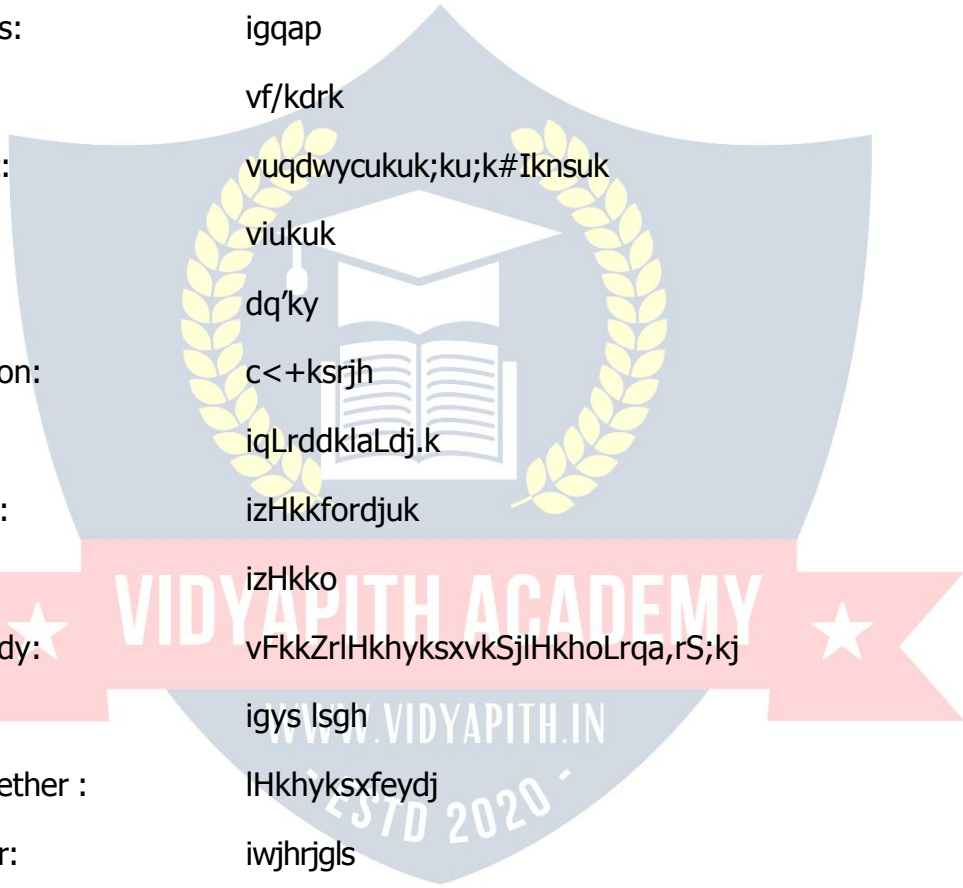 s: igqap
vf/kdrk
: vuqdwycukuk;ku;k#Iknsuk
viukuk
dq’ky
on: c<+ksrjh
iqLrddklaLdj.k
: izHkkfordjuk
izHkko
dy: vFkkZrlHkhyksxvkSjlHkhoLrqa,rS;kj
igys lsgh
ether : lHkhyksxfeydj
r: iwjhrjgls
VIDYAPITH ACADEMY
WWW.VIDYAPITH.IN
- ESTD 2020 -